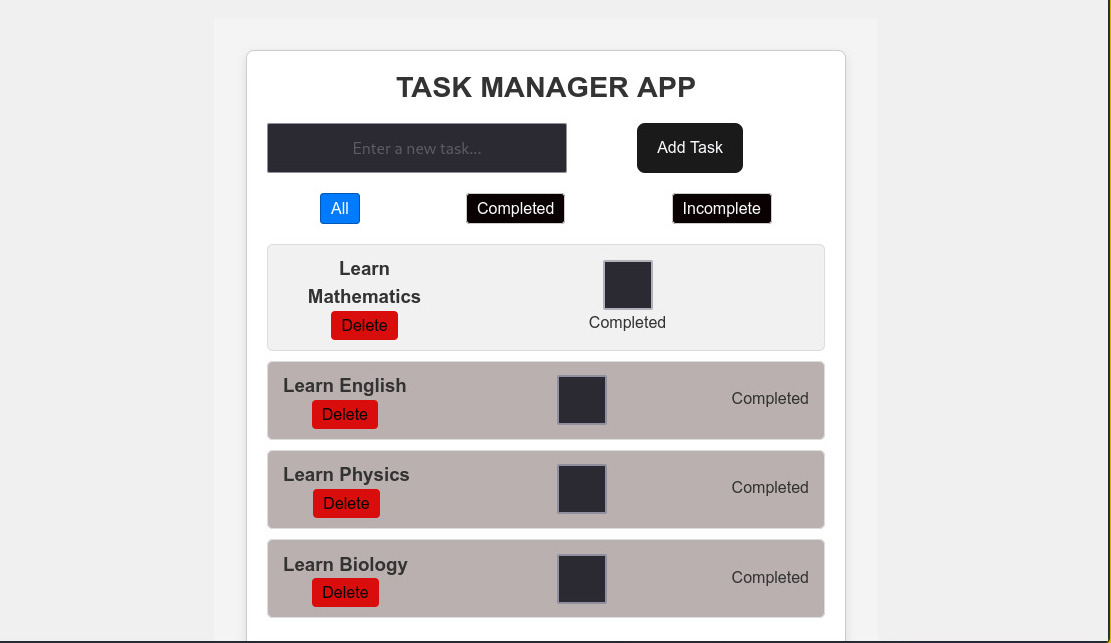 TASK MANAGER APP
Enter a new task...
Add Task
All
Completed
Incomplete
Learn
Mathematics
Delete
Completed
Learn English
Delete
Completed
Learn Physics
Delete
Completed
Learn Biology
Delete
Completed